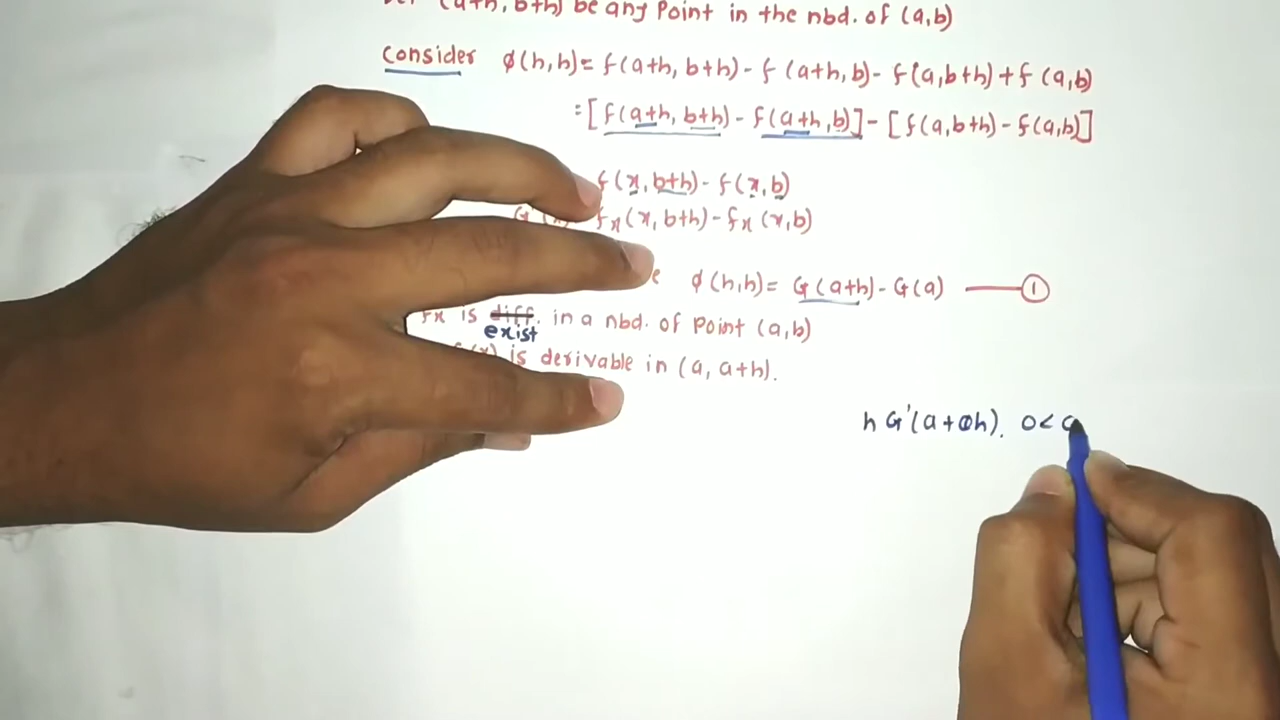 (a+h, b+h) be any Point in the nbd. of (a,b)
Consider φ(h,h)= f(a+h, b+h) - f (a+h, b) - f(a,b+h) + f (a,b)
= [f(a+h, b+h) - f(a+h,b)] - [f(a,b+h) - f(a,b)]
f(x, b+h) - f(x, b)
fx(x, b+h) - fx (x,b)
φ(h,h)= G(a+h) - G(a) ——— 1
fx is diff. in a nbd. of Point (a,b)
exist
is derivable in (a, a+h).
h G'(a+θh). 0<